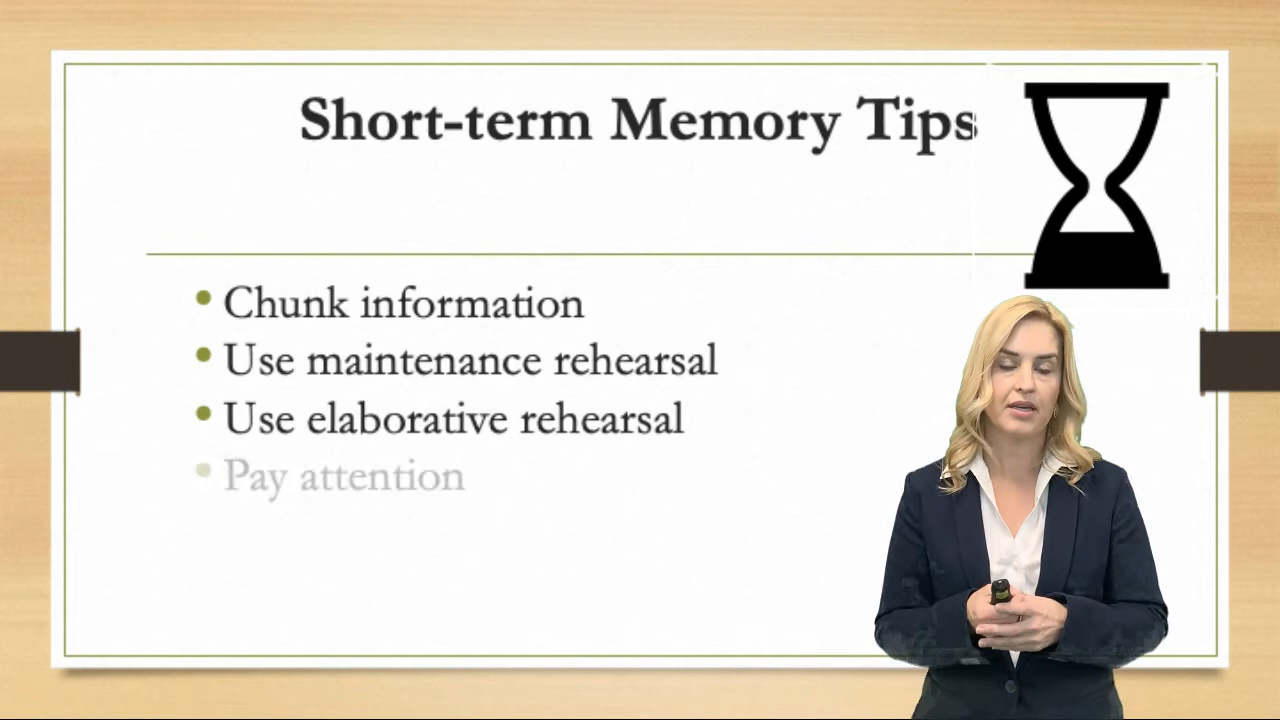 Short-term Memory Tips
• Chunk information
• Use maintenance rehearsal
• Use elaborative rehearsal
• Pay attention